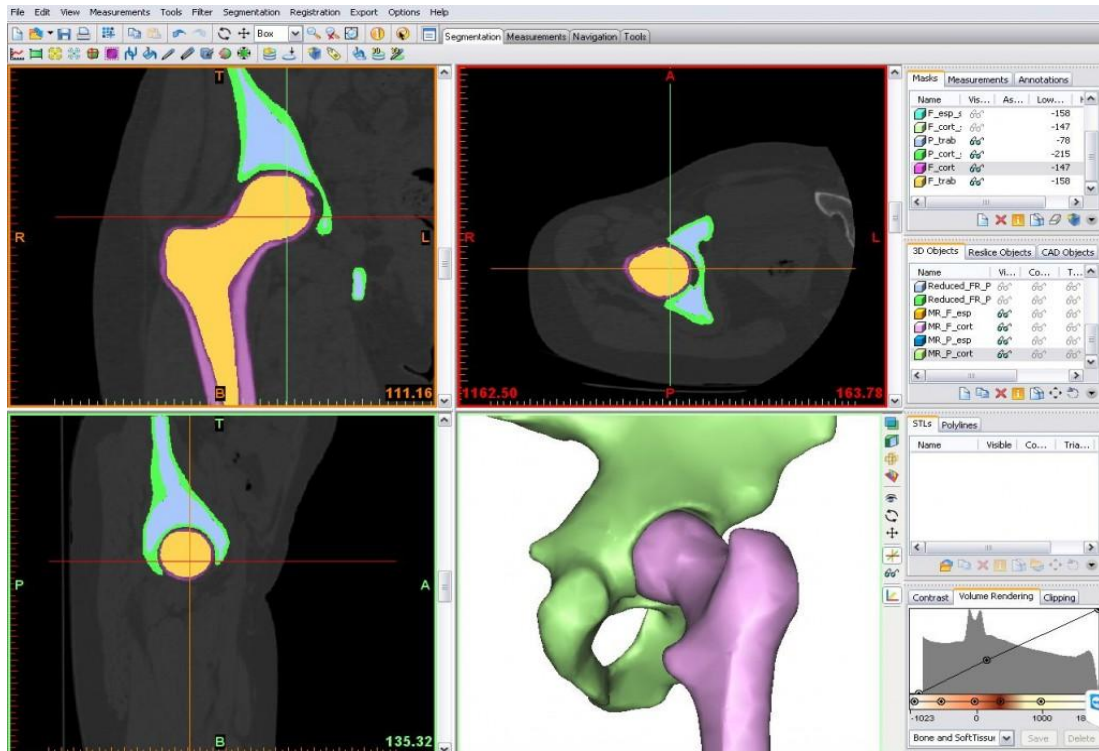 File Edit View Measurements Tools Filter Segmentation Registration Export Options Help
Box
Segmentation Measurements Navigation Tools
T
R
L
B
111.16
A
R
L
P
1162.50
163.78
T
P
A
B
135.32
Masks Measurements Annotations
Name Vis... As... Low...
F_esp_s -158
F_cort_: -147
P_trab -78
P_cort_: -215
F_cort -147
F_trab -158
3D Objects Reslice Objects CAD Objects
Name Vi... Co... T...
Reduced_FR_P
Reduced_FR_P
MR_F_esp
MR_F_cort
MR_P_esp
MR_P_cort
STLs Polylines
Name Visible Co... Tria...
Contrast Volume Rendering Clipping
-1023 0 1000
Bone and SoftTissu Save Delete